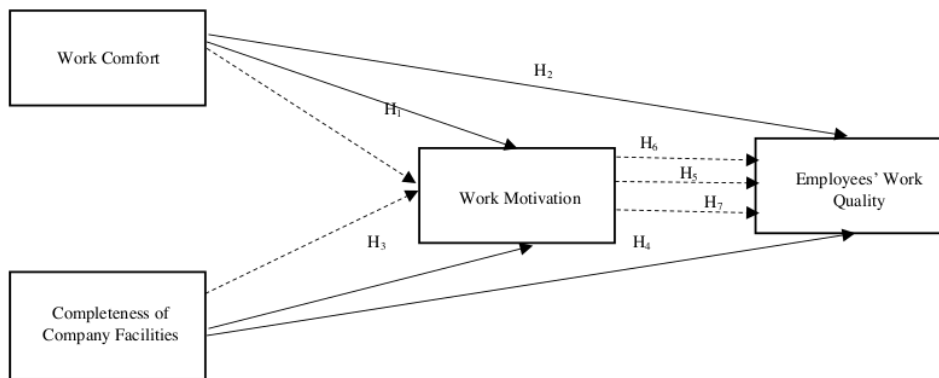 Work Comfort
H₂
H₁
H₆
Work Motivation
H₅
Employees’ Work
Quality
H₇
H₃
H₄
Completeness of
Company Facilities